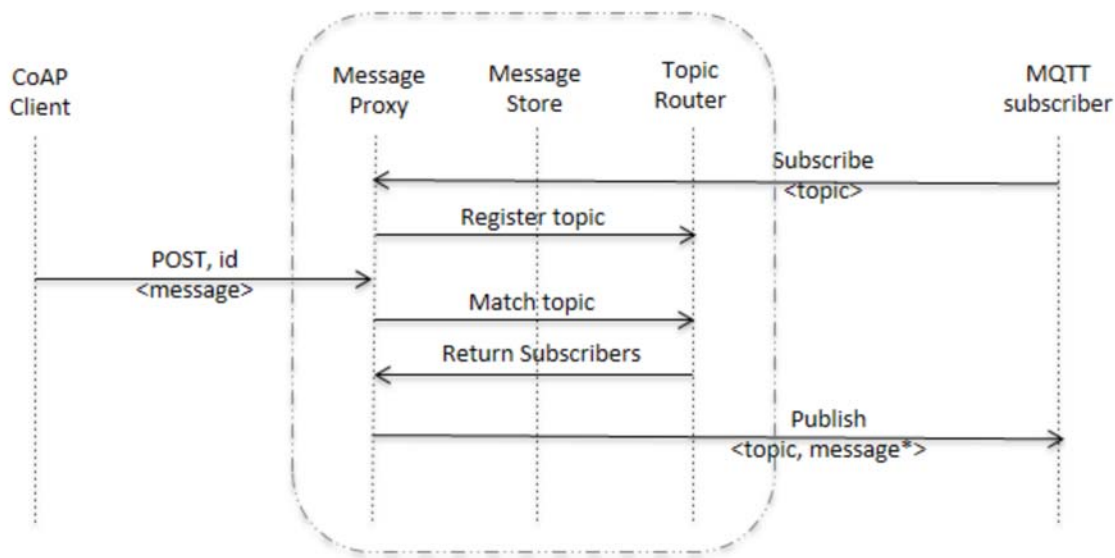 CoAP
Client
Message
Proxy
Message
Store
Topic
Router
MQTT
subscriber
Subscribe
<topic>
Register topic
POST, id
<message>
Match topic
Return Subscribers
Publish
<topic, message*>